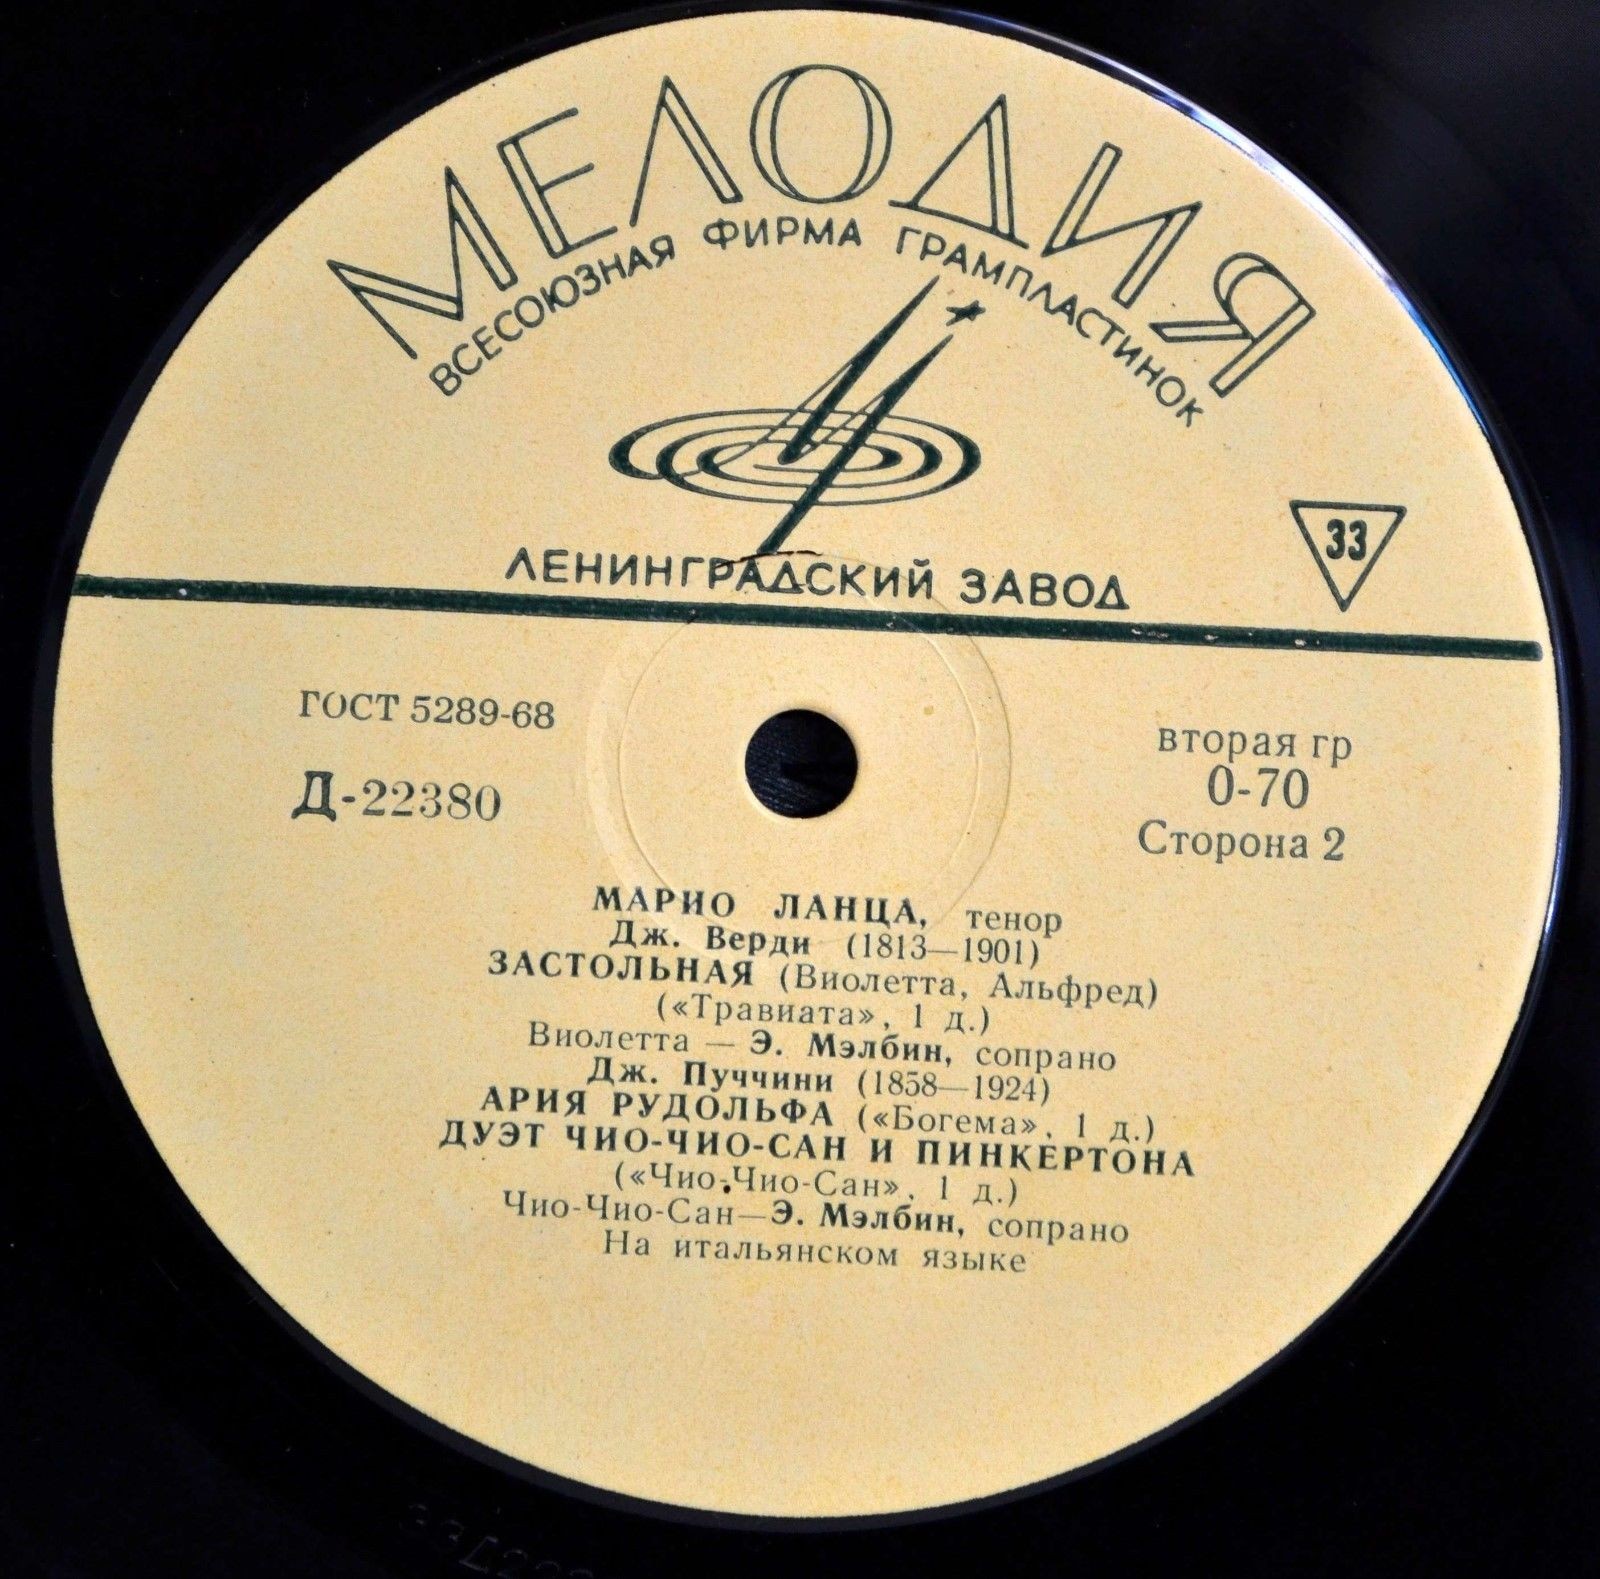 МЕЛОДИЯ
ВСЕСОЮЗНАЯ ФИРМА ГРАМПЛАСТИНОК
33
ЛЕНИНГРАДСКИЙ ЗАВОД
ГОСТ 5289-68
Д-22380
вторая гр
0-70
Сторона 2
МАРИО ЛАНЦА, тенор
Дж. Верди (1813—1901)
ЗАСТОЛЬНАЯ (Виолетта, Альфред)
(«Травиата», 1 д.)
Виолетта — Э. Мэлбин, сопрано
Дж. Пуччини (1858—1924)
АРИЯ РУДОЛЬФА («Богема», 1 д.)
ДУЭТ ЧИО-ЧИО-САН И ПИНКЕРТОНА
(«Чио-Чио-Сан», 1 д.)
Чио-Чио-Сан—Э. Мэлбин, сопрано
На итальянском языке